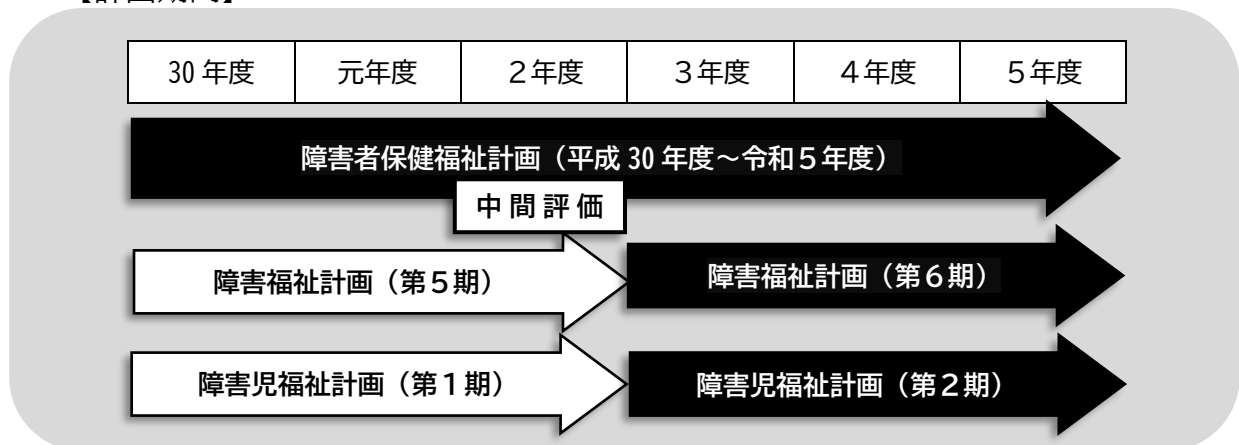 30年度 元年度 2年度 3年度 4年度 5年度
障害者保健福祉計画（平成30年度～令和5年度）
中間評価
障害福祉計画（第5期） 障害福祉計画（第6期）
障害児福祉計画（第1期） 障害児福祉計画（第2期）